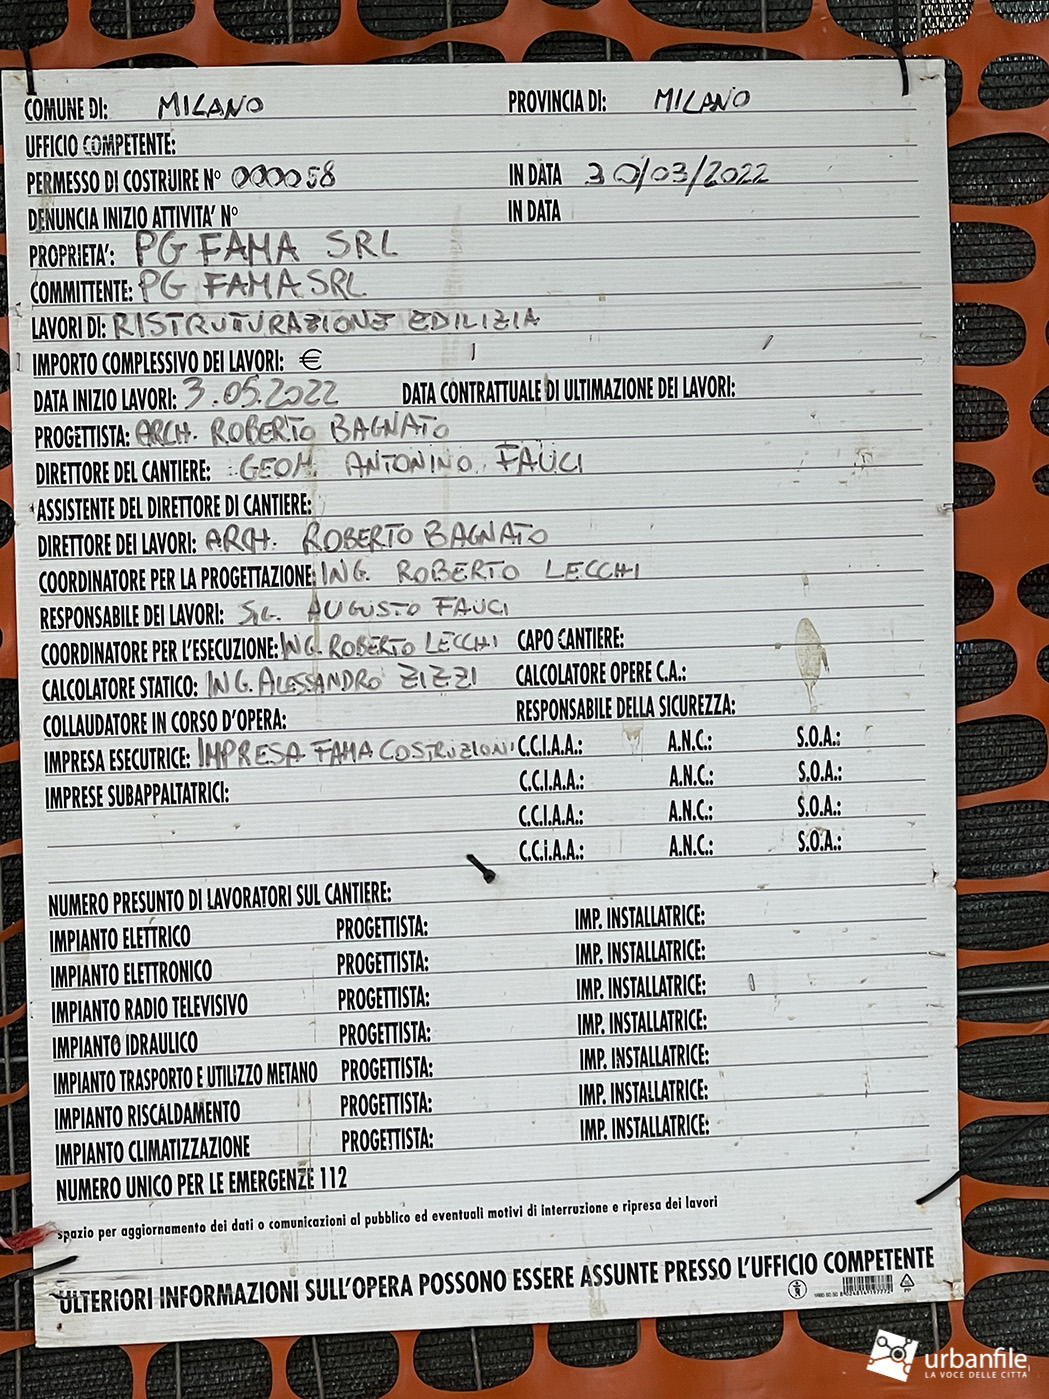 COMUNE DI: MILANO PROVINCIA DI: MILANO
UFFICIO COMPETENTE:
PERMESSO DI COSTRUIRE N° 000058 IN DATA 30/03/2022
DENUNCIA INIZIO ATTIVITA' N° IN DATA
PROPRIETA': PG FAMA SRL
COMMITTENTE: PG FAMA SRL
LAVORI DI: RISTRUTURAZIONE EDILIZIA
IMPORTO COMPLESSIVO DEI LAVORI: €
DATA INIZIO LAVORI: 3.05.2022 DATA CONTRATTUALE DI ULTIMAZIONE DEI LAVORI:
PROGETTISTA: ARCH. ROBERTO BAGNATO
DIRETTORE DEL CANTIERE: GEOM. ANTONINO FAUCI
ASSISTENTE DEL DIRETTORE DI CANTIERE:
DIRETTORE DEI LAVORI: ARCH. ROBERTO BAGNATO
COORDINATORE PER LA PROGETTAZIONE: ING. ROBERTO LECCHI
RESPONSABILE DEI LAVORI: SIG. AUGUSTO FAUCI
COORDINATORE PER L'ESECUZIONE: ING. ROBERTO LECCHI CAPO CANTIERE:
CALCOLATORE STATICO: ING. ALESSANDRO ZIZZI CALCOLATORE OPERE C.A.:
COLLAUDATORE IN CORSO D'OPERA: RESPONSABILE DELLA SICUREZZA:
IMPRESA ESECUTRICE: IMPRESA FAMA COSTRUZIONI C.C.I.A.A.: A.N.C.: S.O.A.:
IMPRESE SUBAPPALTATRICI: C.C.I.A.A.: A.N.C.: S.O.A.:
C.C.I.A.A.: A.N.C.: S.O.A.:
C.C.I.A.A.: A.N.C.: S.O.A.:
NUMERO PRESUNTO DI LAVORATORI SUL CANTIERE:
IMPIANTO ELETTRICO PROGETTISTA: IMP. INSTALLATRICE:
IMPIANTO ELETTRONICO PROGETTISTA: IMP. INSTALLATRICE:
IMPIANTO RADIO TELEVISIVO PROGETTISTA: IMP. INSTALLATRICE:
IMPIANTO IDRAULICO PROGETTISTA: IMP. INSTALLATRICE:
IMPIANTO TRASPORTO E UTILIZZO METANO PROGETTISTA: IMP. INSTALLATRICE:
IMPIANTO RISCALDAMENTO PROGETTISTA: IMP. INSTALLATRICE:
IMPIANTO CLIMATIZZAZIONE PROGETTISTA: IMP. INSTALLATRICE:
NUMERO UNICO PER LE EMERGENZE 112
spazio per aggiornamento dei dati o comunicazioni al pubblico ed eventuali motivi di interruzione e ripresa dei lavori
ULTERIORI INFORMAZIONI SULL'OPERA POSSONO ESSERE ASSUNTE PRESSO L'UFFICIO COMPETENTE
PP
urbanfile
LA VOCE DELLE CITTÀ